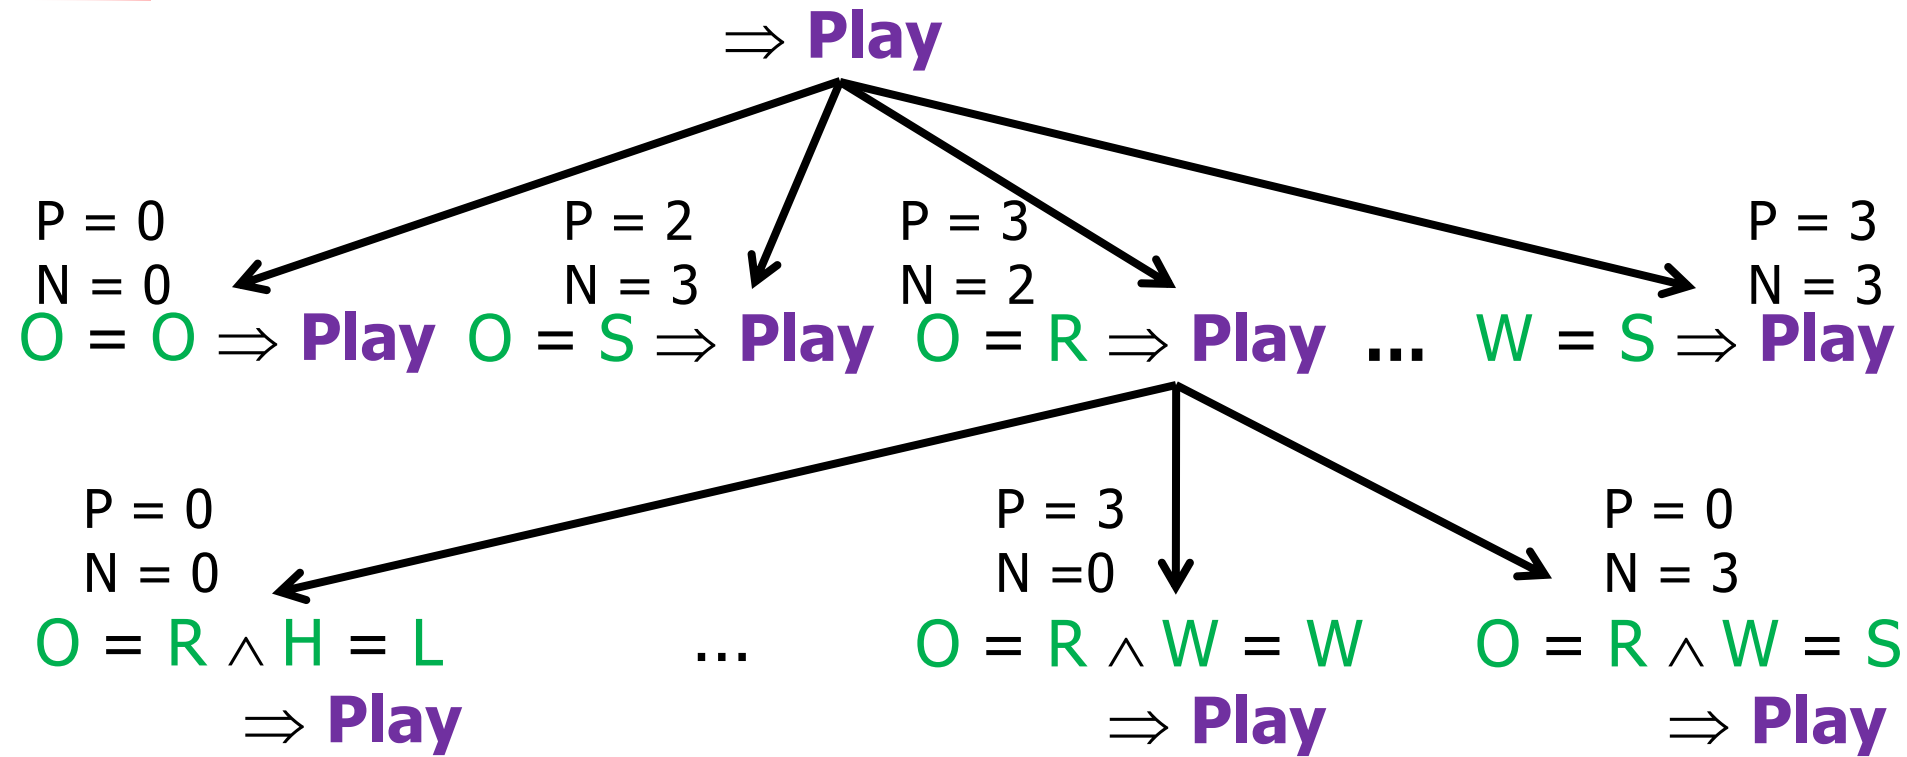 ⇒ Play
P = 0
N = 0
O = O ⇒ Play
P = 2
N = 3
O = S ⇒ Play
P = 3
N = 2
O = R ⇒ Play
...
P = 3
N = 3
W = S ⇒ Play
P = 0
N = 0
O = R ∧ H = L
⇒ Play
...
P = 3
N =0
O = R ∧ W = W
⇒ Play
P = 0
N = 3
O = R ∧ W = S
⇒ Play